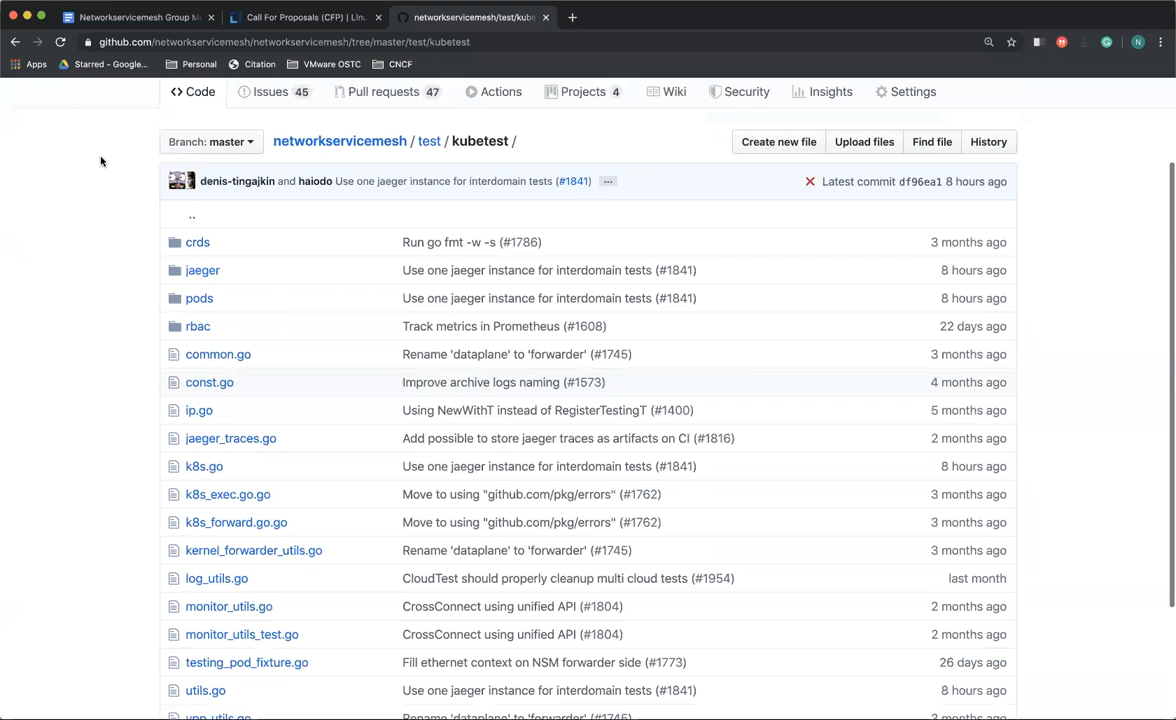 Networkservicemesh Group M
Call For Proposals (CFP) | Lin
networkservicemesh/test/kube
github.com/networkservicemesh/networkservicemesh/tree/master/test/kubetest
Apps
Starred - Google...
Personal
Citation
VMware OSTC
CNCF
Code
Issues 45
Pull requests 47
Actions
Projects 4
Wiki
Security
Insights
Settings
Branch: master
networkservicemesh / test / kubetest /
Create new file
Upload files
Find file
History
denis-tingajkin and haiodo Use one jaeger instance for interdomain tests (#1841) ...
Latest commit df96ea1 8 hours ago
..
crds Run go fmt -w -s (#1786) 3 months ago
jaeger Use one jaeger instance for interdomain tests (#1841) 8 hours ago
pods Use one jaeger instance for interdomain tests (#1841) 8 hours ago
rbac Track metrics in Prometheus (#1608) 22 days ago
common.go Rename 'dataplane' to 'forwarder' (#1745) 3 months ago
const.go Improve archive logs naming (#1573) 4 months ago
ip.go Using NewWithT instead of RegisterTestingT (#1400) 5 months ago
jaeger_traces.go Add possible to store jaeger traces as artifacts on CI (#1816) 2 months ago
k8s.go Use one jaeger instance for interdomain tests (#1841) 8 hours ago
k8s_exec.go.go Move to using "github.com/pkg/errors" (#1762) 3 months ago
k8s_forward.go.go Move to using "github.com/pkg/errors" (#1762) 3 months ago
kernel_forwarder_utils.go Rename 'dataplane' to 'forwarder' (#1745) 3 months ago
log_utils.go CloudTest should properly cleanup multi cloud tests (#1954) last month
monitor_utils.go CrossConnect using unified API (#1804) 2 months ago
monitor_utils_test.go CrossConnect using unified API (#1804) 2 months ago
testing_pod_fixture.go Fill ethernet context on NSM forwarder side (#1773) 26 days ago
utils.go Use one jaeger instance for interdomain tests (#1841) 8 hours ago
vpp_utils.go Rename 'dataplane' to 'forwarder' (#1745) 3 months ago